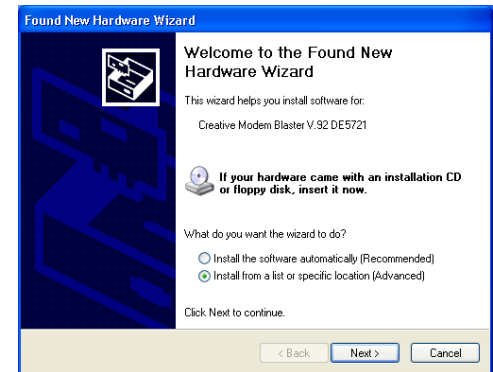 Found New Hardware Wizard
Welcome to the Found New
Hardware Wizard
This wizard helps you install software for:
Creative Modem Blaster V.92 DE5721
If your hardware came with an installation CD
or floppy disk, insert it now.
What do you want the wizard to do?
Install the software automatically (Recommended)
Install from a list or specific location (Advanced)
Click Next to continue.
< Back Next > Cancel